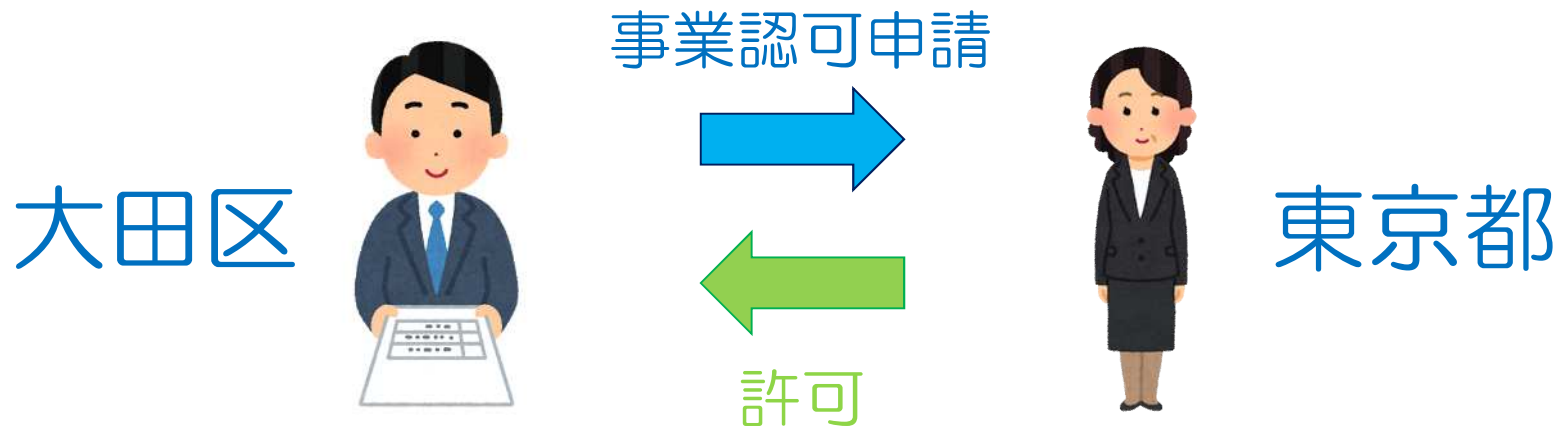 事業認可申請
大田区
東京都
許可